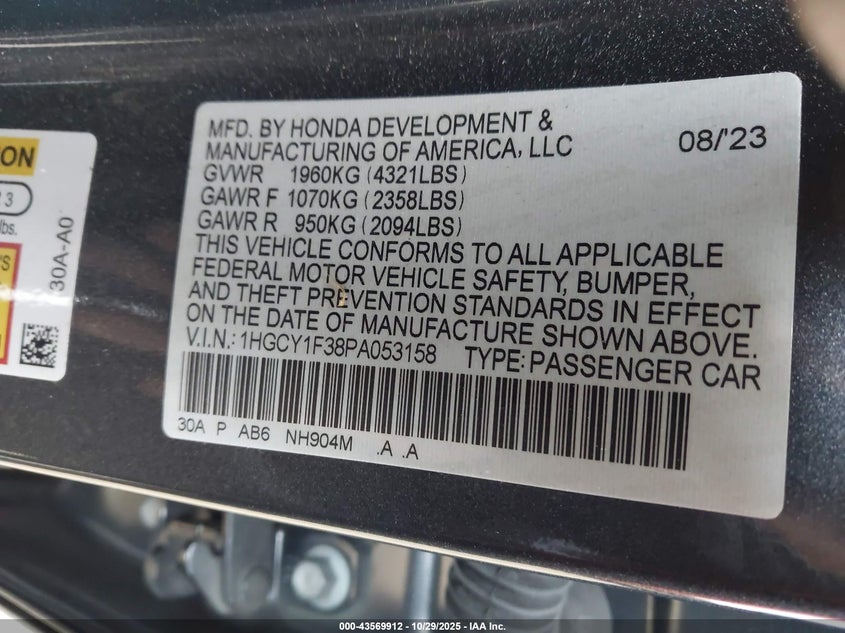 ON
R 3
lbs.
'S
30A-A0
MFD. BY HONDA DEVELOPMENT &
MANUFACTURING OF AMERICA, LLC 08/'23
GVWR 1960KG (4321LBS)
GAWR F 1070KG (2358LBS)
GAWR R 950KG (2094LBS)
THIS VEHICLE CONFORMS TO ALL APPLICABLE
FEDERAL MOTOR VEHICLE SAFETY, BUMPER,
AND THEFT PREVENTION STANDARDS IN EFFECT
ON THE DATE OF MANUFACTURE SHOWN ABOVE.
V.I.N.: 1HGCY1F38PA053158 TYPE: PASSENGER CAR
30A P AB6 NH904M .A .A
000-43569912 - 10/29/2025 - IAA Inc.